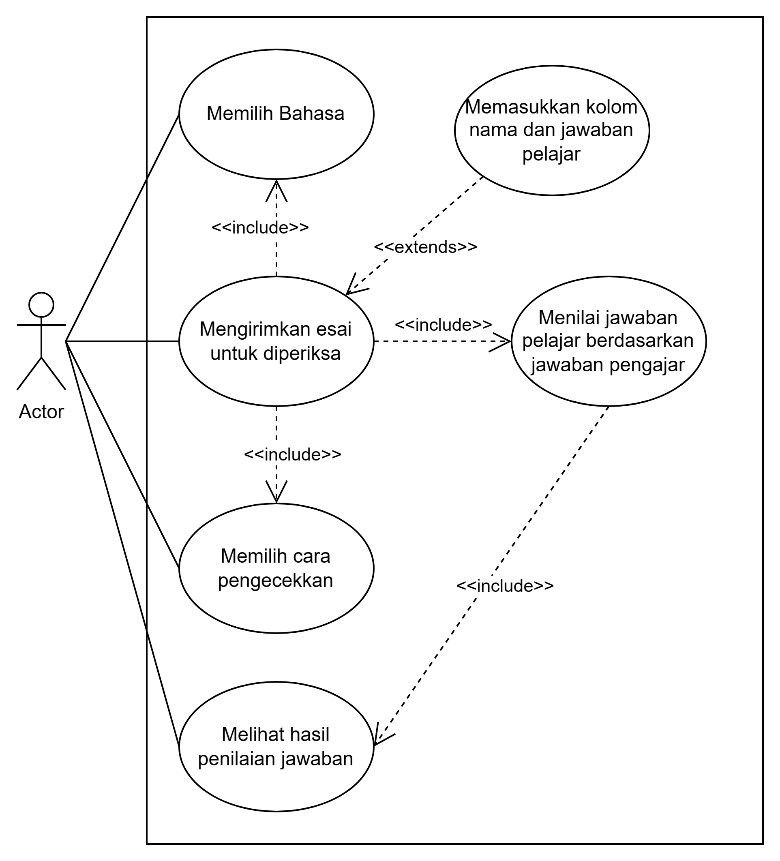 Memilih Bahasa
Memasukkan kolom
nama dan jawaban
pelajar
<<include>>
<<extends>>
Mengirimkan esai
untuk diperiksa
<<include>>
Menilai jawaban
pelajar berdasarkan
jawaban pengajar
Actor
<<include>>
Memilih cara
pengecekkan
<<include>>
Melihat hasil
penilaian jawaban